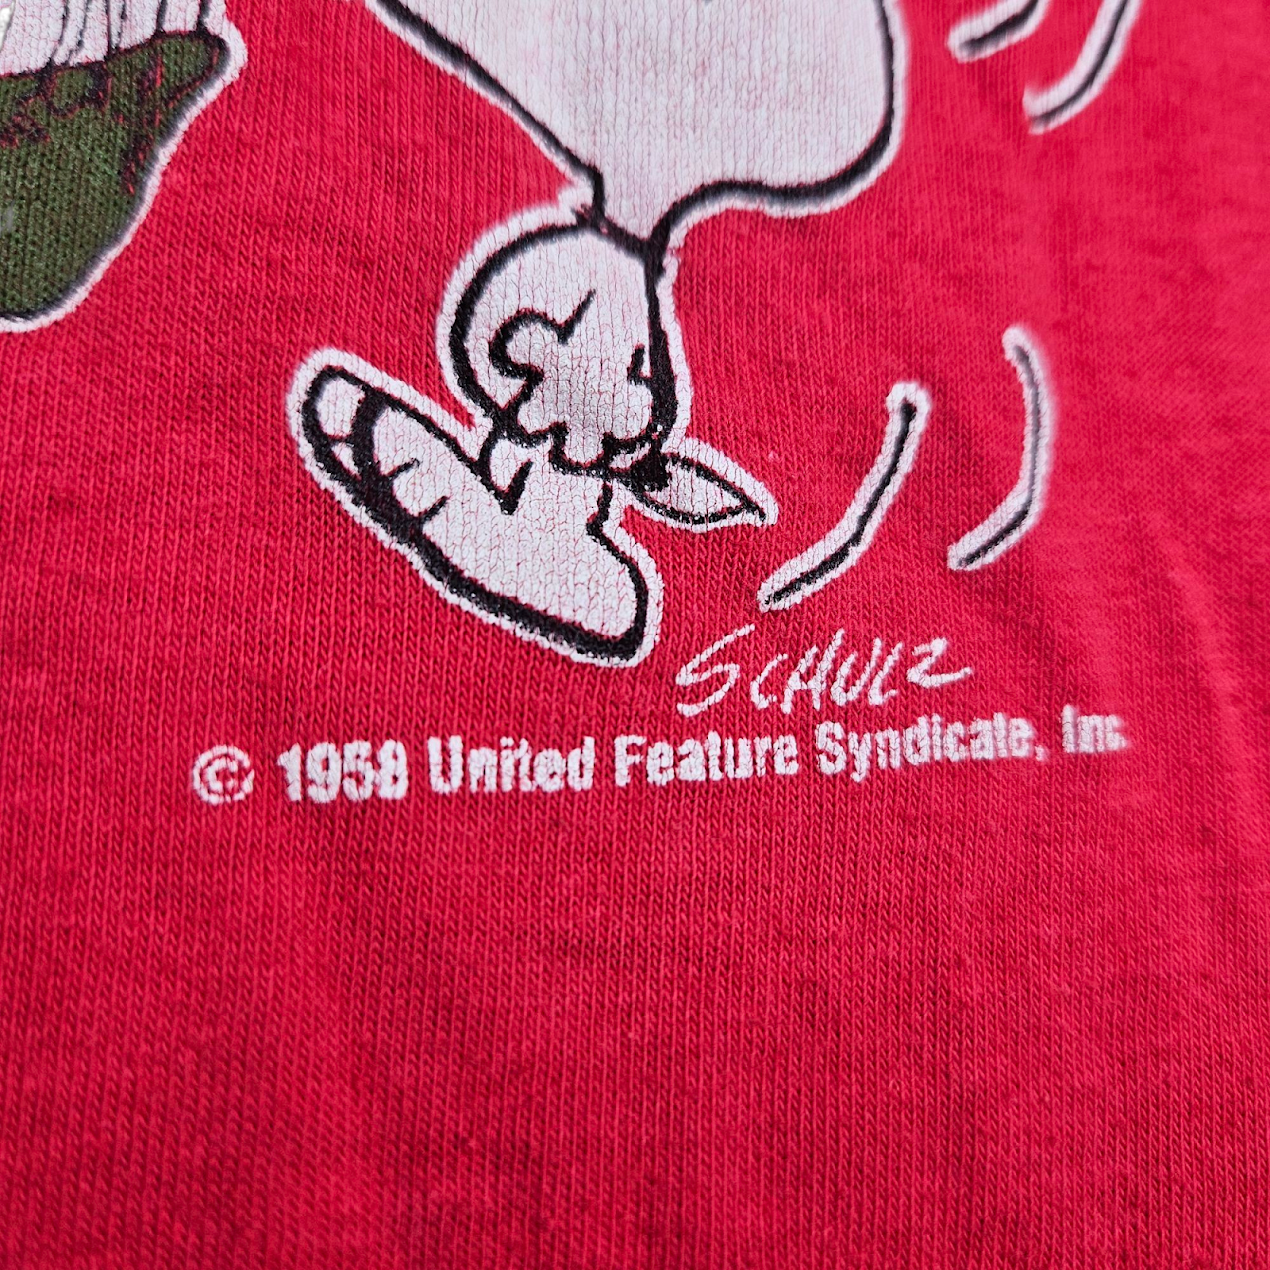 SCHULZ
© 1958 United Feature Syndicate, Inc.